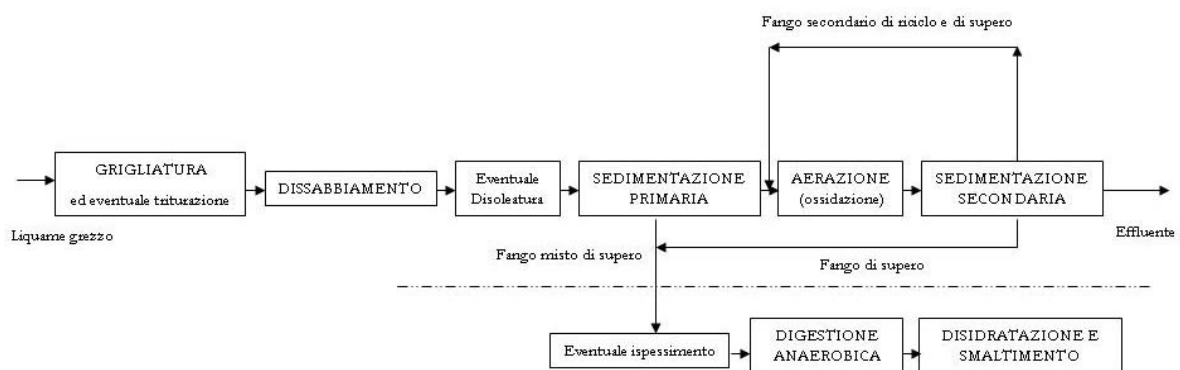 Fango secondario di riciclo e di supero
GRIGLIATURA
ed eventuale triturazione
DISSABBIAMENTO
Eventuale
Disoleatura
SEDIMENTAZIONE
PRIMARIA
AERAZIONE
(ossidazione)
SEDIMENTAZIONE
SECONDARIA
Liquame grezzo
Effluente
Fango misto di supero
Fango di supero
Eventuale ispessimento
DIGESTIONE
ANAEROBICA
DISIDRATAZIONE E
SMALTIMENTO